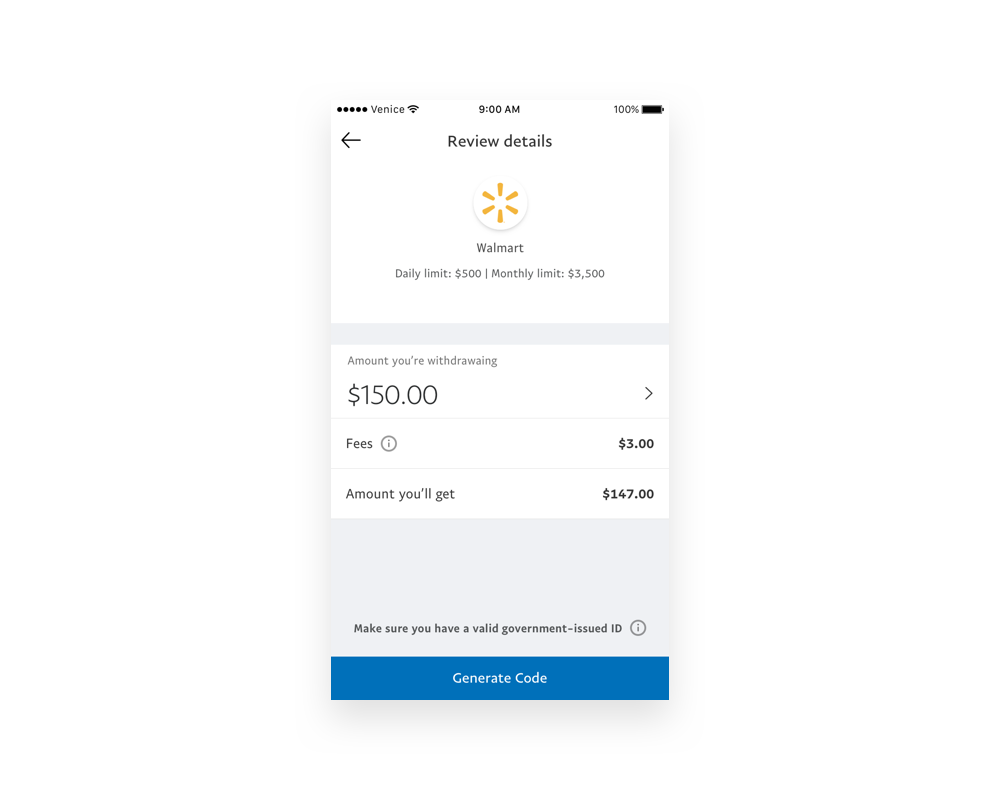 Venice 9:00 AM 100%
Review details
Walmart
Daily limit: $500 | Monthly limit: $3,500
Amount you're withdrawaing
$150.00
Fees $3.00
Amount you'll get $147.00
Make sure you have a valid government-issued ID
Generate Code